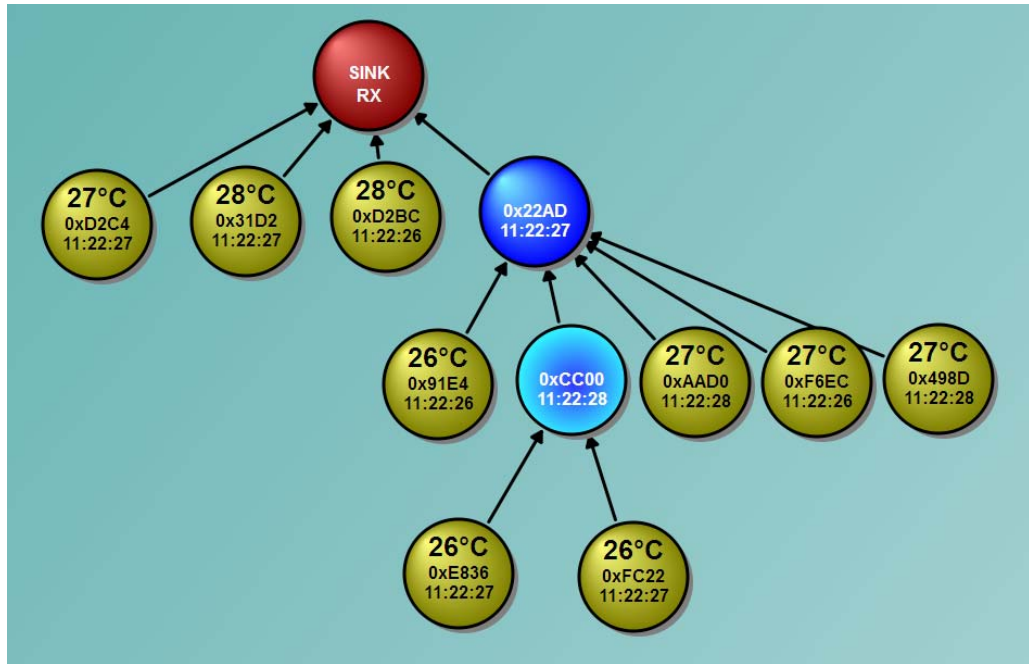 SINK
RX
27°C
0xD2C4
11:22:27
28°C
0x31D2
11:22:27
28°C
0xD2BC
11:22:26
0x22AD
11:22:27
26°C
0x91E4
11:22:26
0xCC00
11:22:28
27°C
0xAAD0
11:22:28
27°C
0xF6EC
11:22:26
27°C
0x498D
11:22:28
26°C
0xE836
11:22:27
26°C
0xFC22
11:22:27